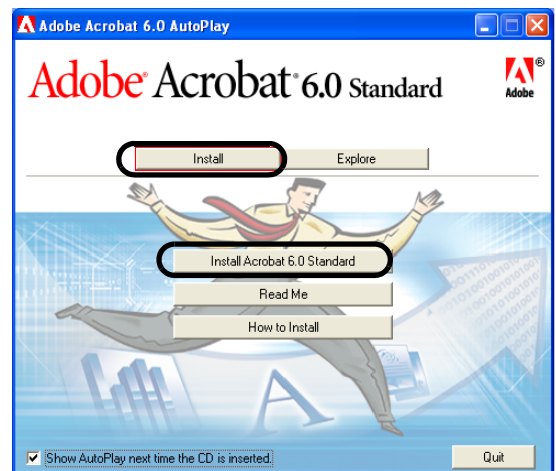 Adobe Acrobat 6.0 AutoPlay
Adobe® Acrobat® 6.0 Standard
®
Adobe
Install
Explore
Install Acrobat 6.0 Standard
Read Me
How to Install
Show AutoPlay next time the CD is inserted.
Quit